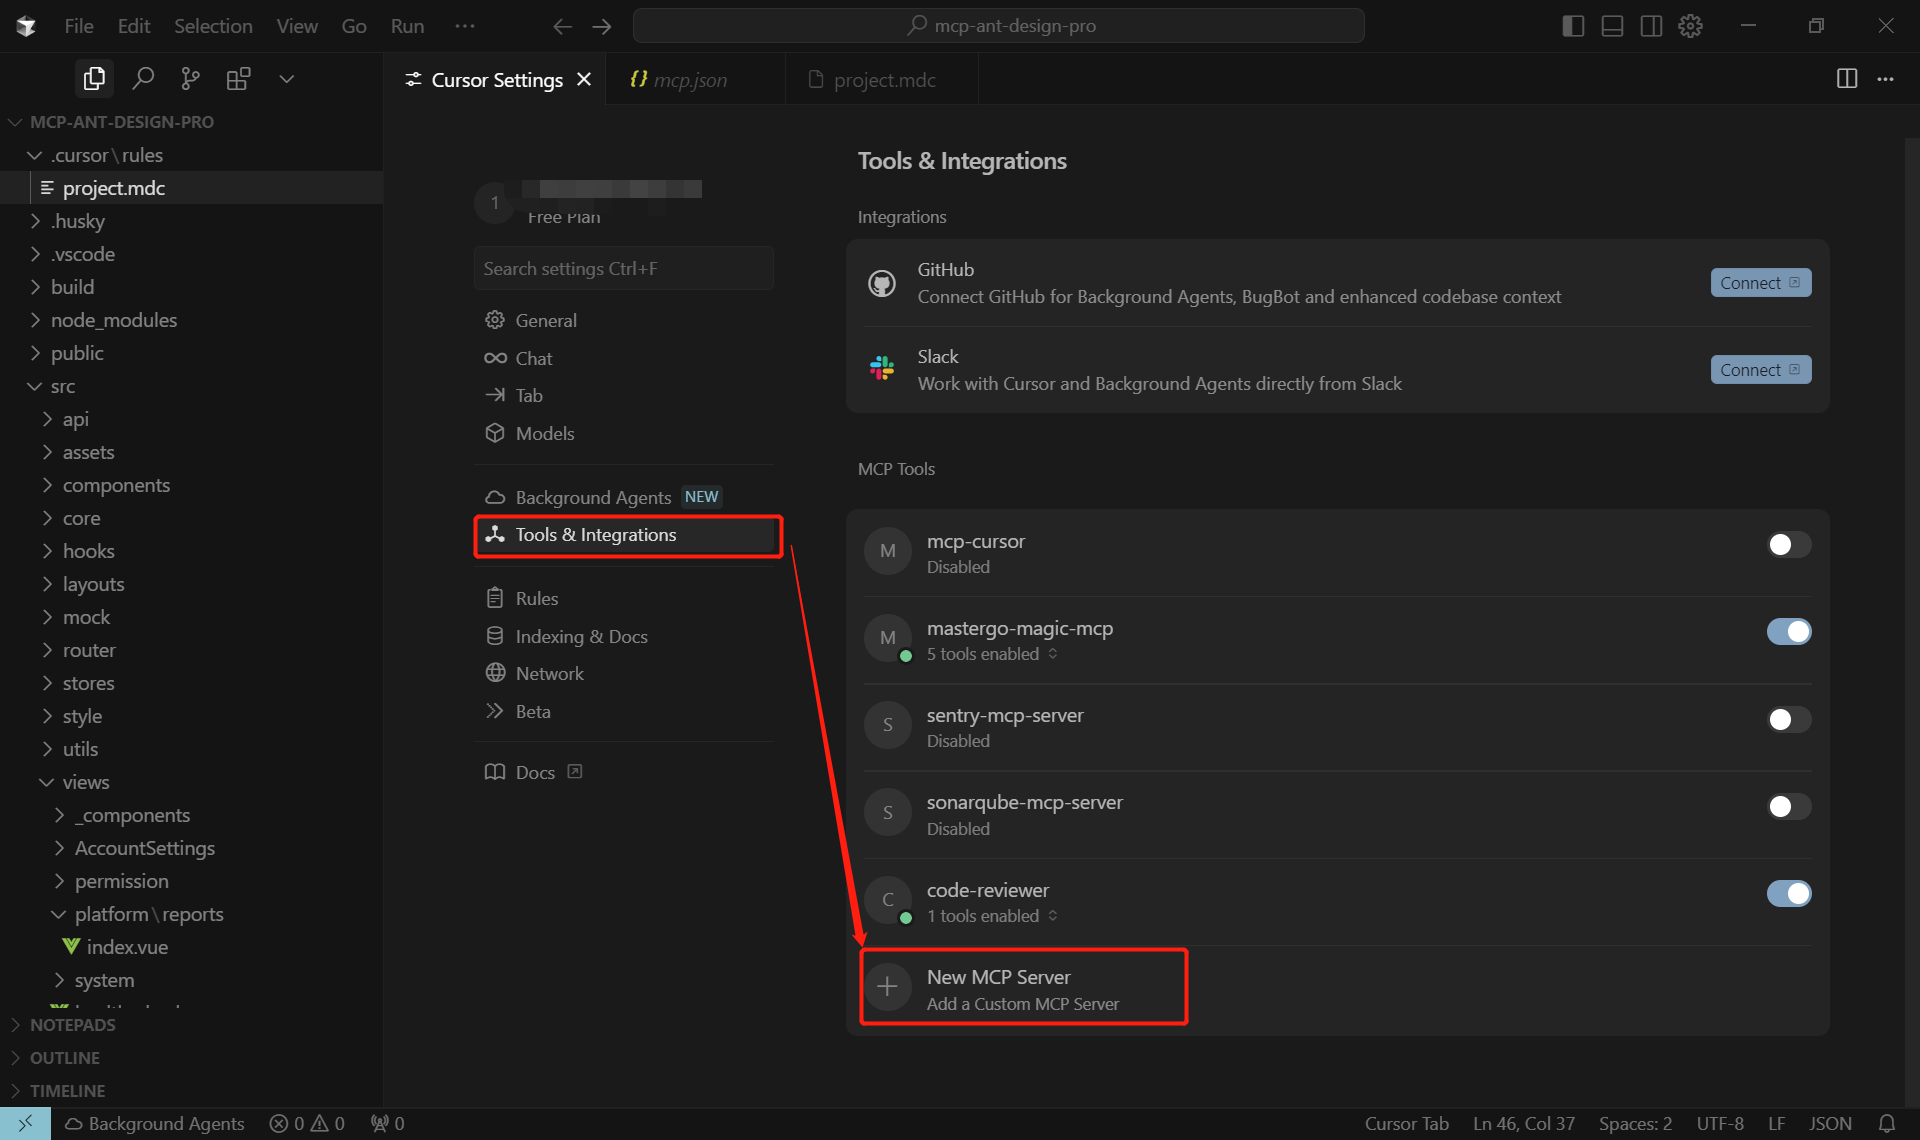 File Edit Selection View Go Run ···
mcp-ant-design-pro
Cursor Settings
mcp.json
project.mdc
MCP-ANT-DESIGN-PRO
.cursor\rules
project.mdc
.husky
.vscode
build
node_modules
public
src
api
assets
components
core
hooks
layouts
mock
router
stores
style
utils
views
_components
AccountSettings
permission
platform\reports
index.vue
system
NOTEPADS
OUTLINE
TIMELINE
1
Free Plan
Search settings Ctrl+F
General
Chat
Tab
Models
Background Agents NEW
Tools & Integrations
Rules
Indexing & Docs
Network
Beta
Docs
Tools & Integrations
Integrations
GitHub
Connect GitHub for Background Agents, BugBot and enhanced codebase context
Connect
Slack
Work with Cursor and Background Agents directly from Slack
Connect
MCP Tools
M
mcp-cursor
Disabled
M
mastergo-magic-mcp
5 tools enabled
S
sentry-mcp-server
Disabled
S
sonarqube-mcp-server
Disabled
C
code-reviewer
1 tools enabled
New MCP Server
Add a Custom MCP Server
Background Agents 0 0 0
Cursor Tab Ln 46, Col 37 Spaces: 2 UTF-8 LF JSON